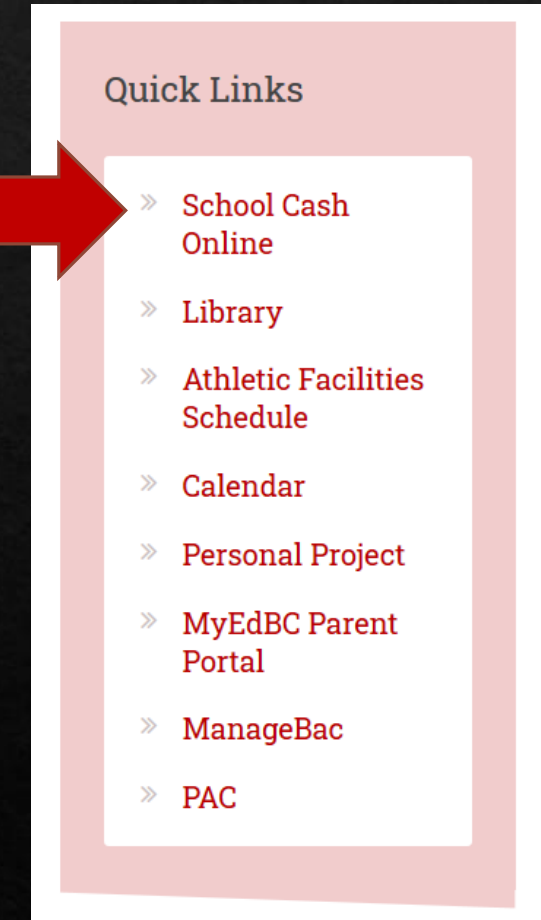 Quick Links
School Cash
Online
Library
Athletic Facilities
Schedule
Calendar
Personal Project
MyEdBC Parent
Portal
ManageBac
PAC